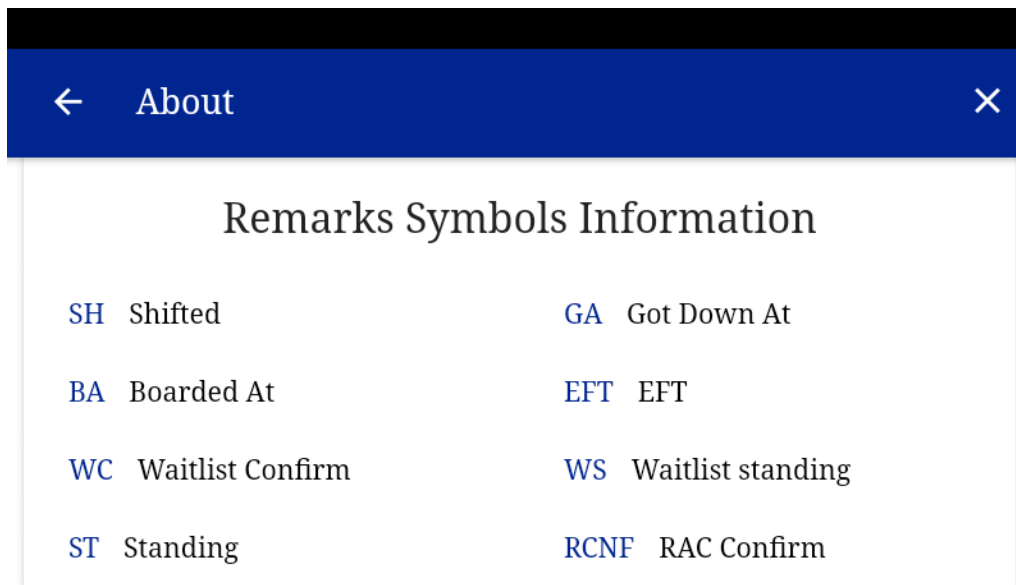 About
Remarks Symbols Information
SH Shifted GA Got Down At
BA Boarded At EFT EFT
WC Waitlist Confirm WS Waitlist standing
ST Standing RCNF RAC Confirm